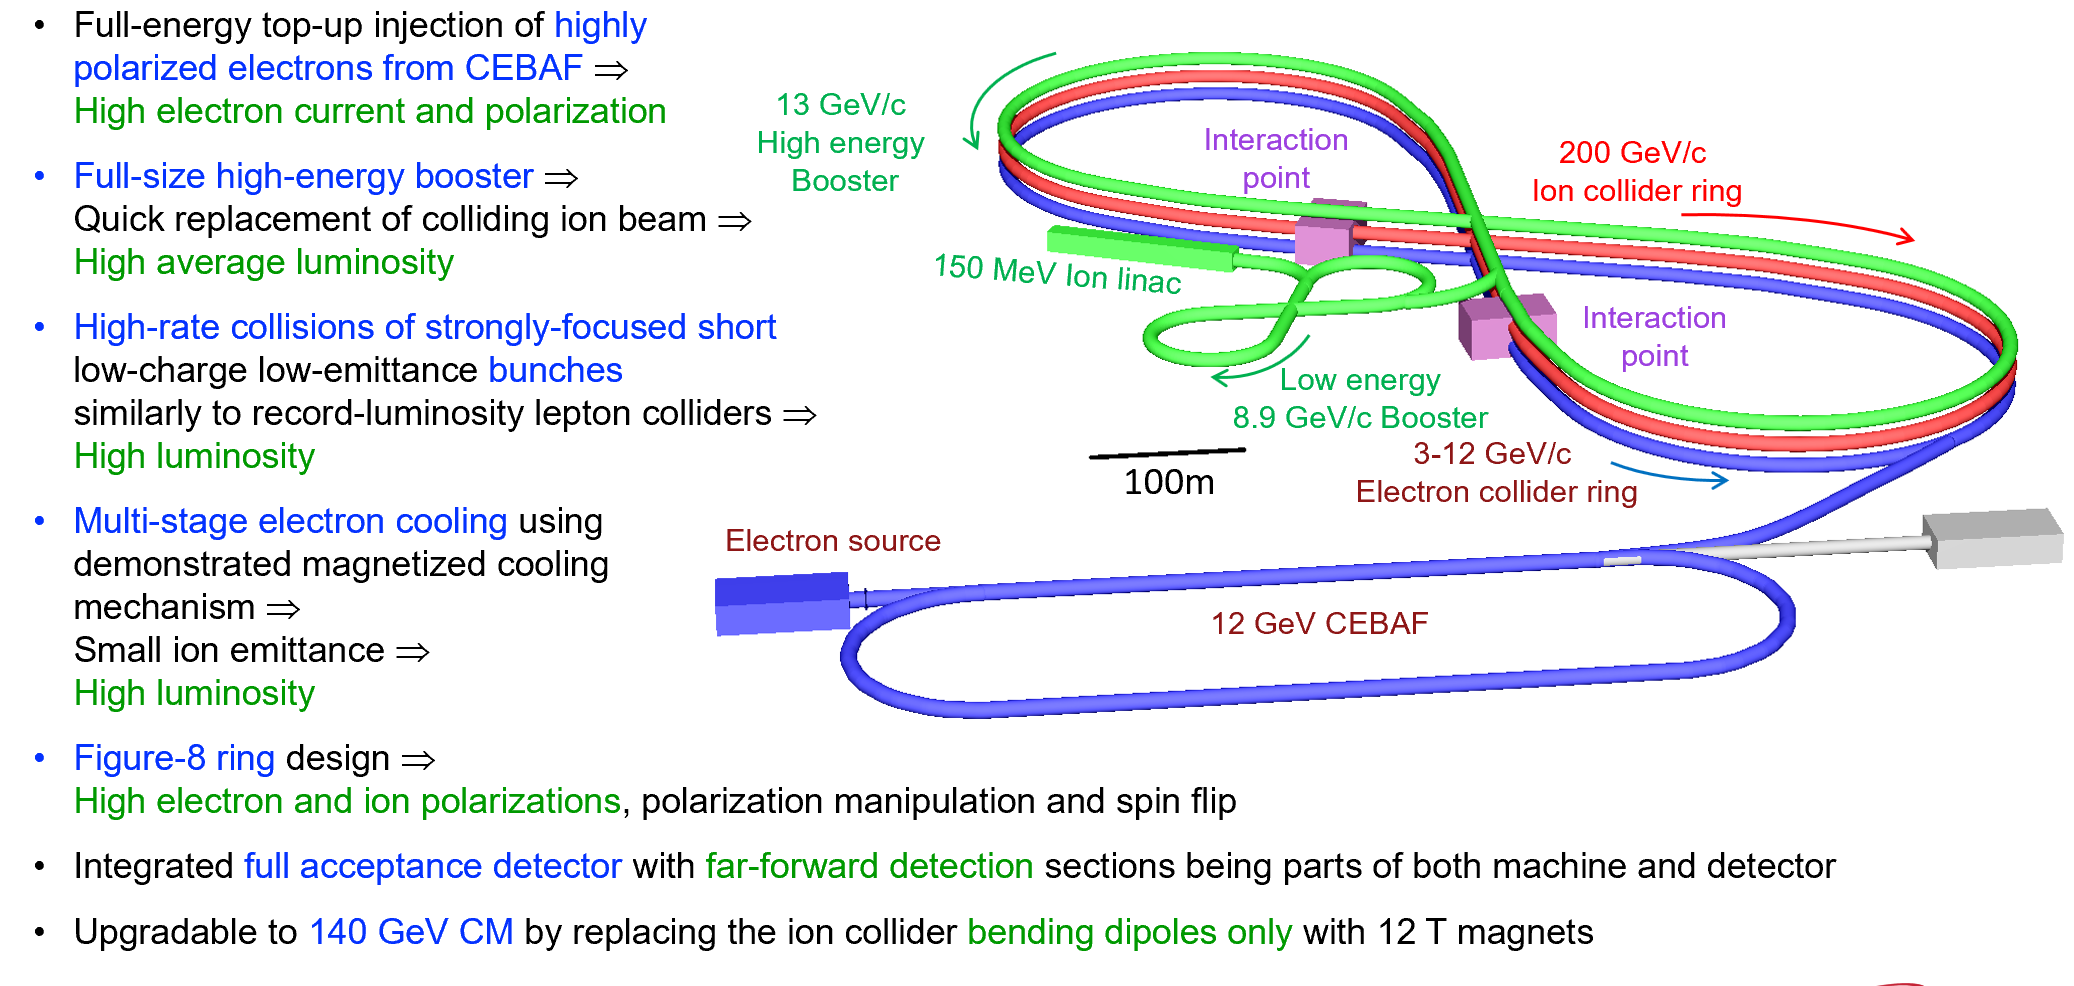 • Full-energy top-up injection of highly
polarized electrons from CEBAF ⇒
High electron current and polarization
• Full-size high-energy booster ⇒
Quick replacement of colliding ion beam ⇒
High average luminosity
• High-rate collisions of strongly-focused short
low-charge low-emittance bunches
similarly to record-luminosity lepton colliders ⇒
High luminosity
• Multi-stage electron cooling using
demonstrated magnetized cooling
mechanism ⇒
Small ion emittance ⇒
High luminosity
• Figure-8 ring design ⇒
High electron and ion polarizations, polarization manipulation and spin flip
• Integrated full acceptance detector with far-forward detection sections being parts of both machine and detector
• Upgradable to 140 GeV CM by replacing the ion collider bending dipoles only with 12 T magnets
13 GeV/c
High energy
Booster
Interaction
point
200 GeV/c
Ion collider ring
150 MeV Ion linac
Interaction
point
Low energy
8.9 GeV/c Booster
100m
3-12 GeV/c
Electron collider ring
Electron source
12 GeV CEBAF